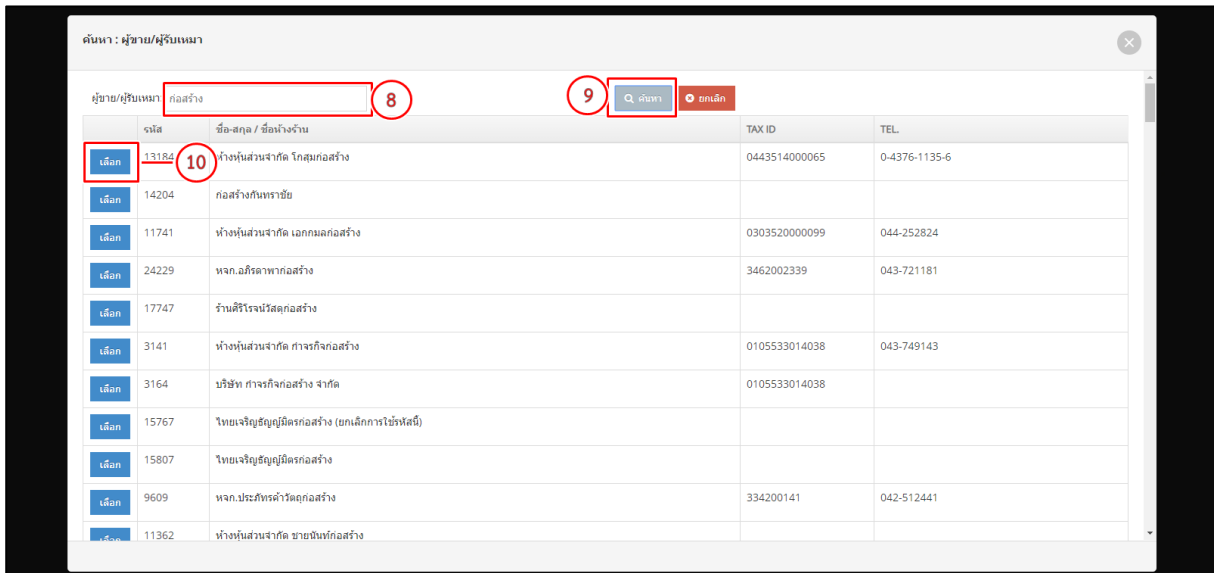 ค้นหา : ผู้ขาย/ผู้รับเหมา
ผู้ขาย/ผู้รับเหมา: ก่อสร้าง 8 9 ค้นหา ยกเลิก
รหัส ชื่อ-สกุล / ชื่อห้างร้าน TAX ID TEL.
เลือก 10 13184 ห้างหุ้นส่วนจำกัด โกสุมก่อสร้าง 0443514000065 0-4376-1135-6
เลือก 14204 ก่อสร้างกันทราชัย
เลือก 11741 ห้างหุ้นส่วนจำกัด เอกกมลก่อสร้าง 0303520000099 044-252824
เลือก 24229 หจก.อภิรดาพาก่อสร้าง 3462002339 043-721181
เลือก 17747 ร้านศิริโรจน์วัสดุก่อสร้าง
เลือก 3141 ห้างหุ้นส่วนจำกัด กำจรกิจก่อสร้าง 0105533014038 043-749143
เลือก 3164 บริษัท กำจรกิจก่อสร้าง จำกัด 0105533014038
เลือก 15767 ไทยเจริญธัญญ์มิตรก่อสร้าง (ยกเลิกการใช้รหัสนี้)
เลือก 15807 ไทยเจริญธัญญ์มิตรก่อสร้าง
เลือก 9609 หจก.ประภัทรค้าวัตถุก่อสร้าง 334200141 042-512441
เลือก 11362 ห้างหุ้นส่วนจำกัด ชายนันท์ก่อสร้าง